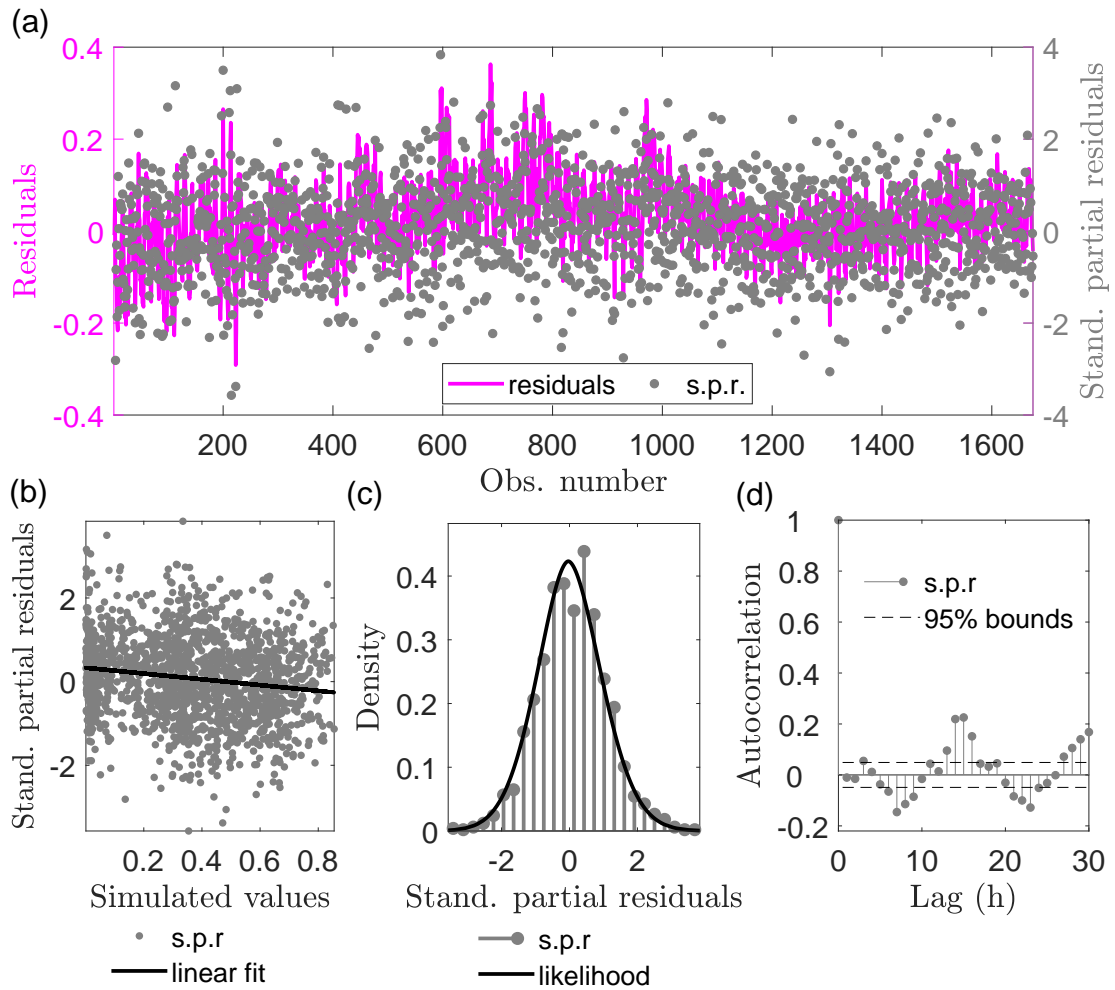 (a)
0.4
0.2
0
-0.2
-0.4
Residuals
4
2
0
-2
-4
Stand. partial residuals
residuals s.p.r.
200 400 600 800 1000 1200 1400 1600
Obs. number
(b)
2
0
-2
Stand. partial residuals
0.2 0.4 0.6 0.8
Simulated values
s.p.r
linear fit
(c)
0.4
0.3
0.2
0.1
0
Density
-2 0 2
Stand. partial residuals
s.p.r
likelihood
(d)
1
0.8
0.6
0.4
0.2
0
-0.2
Autocorrelation
s.p.r
95% bounds
0 10 20 30
Lag (h)